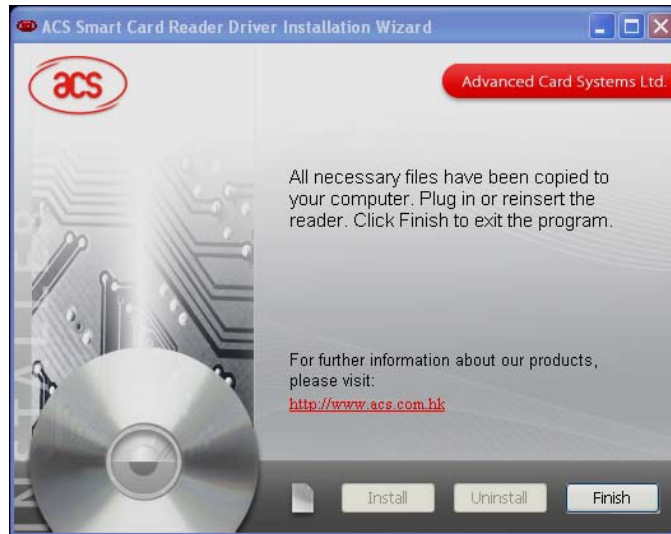 ACS Smart Card Reader Driver Installation Wizard
acs
Advanced Card Systems Ltd.
All necessary files have been copied to
your computer. Plug in or reinsert the
reader. Click Finish to exit the program.
For further information about our products,
please visit:
http://www.acs.com.hk
INSTALLER
Install
Uninstall
Finish